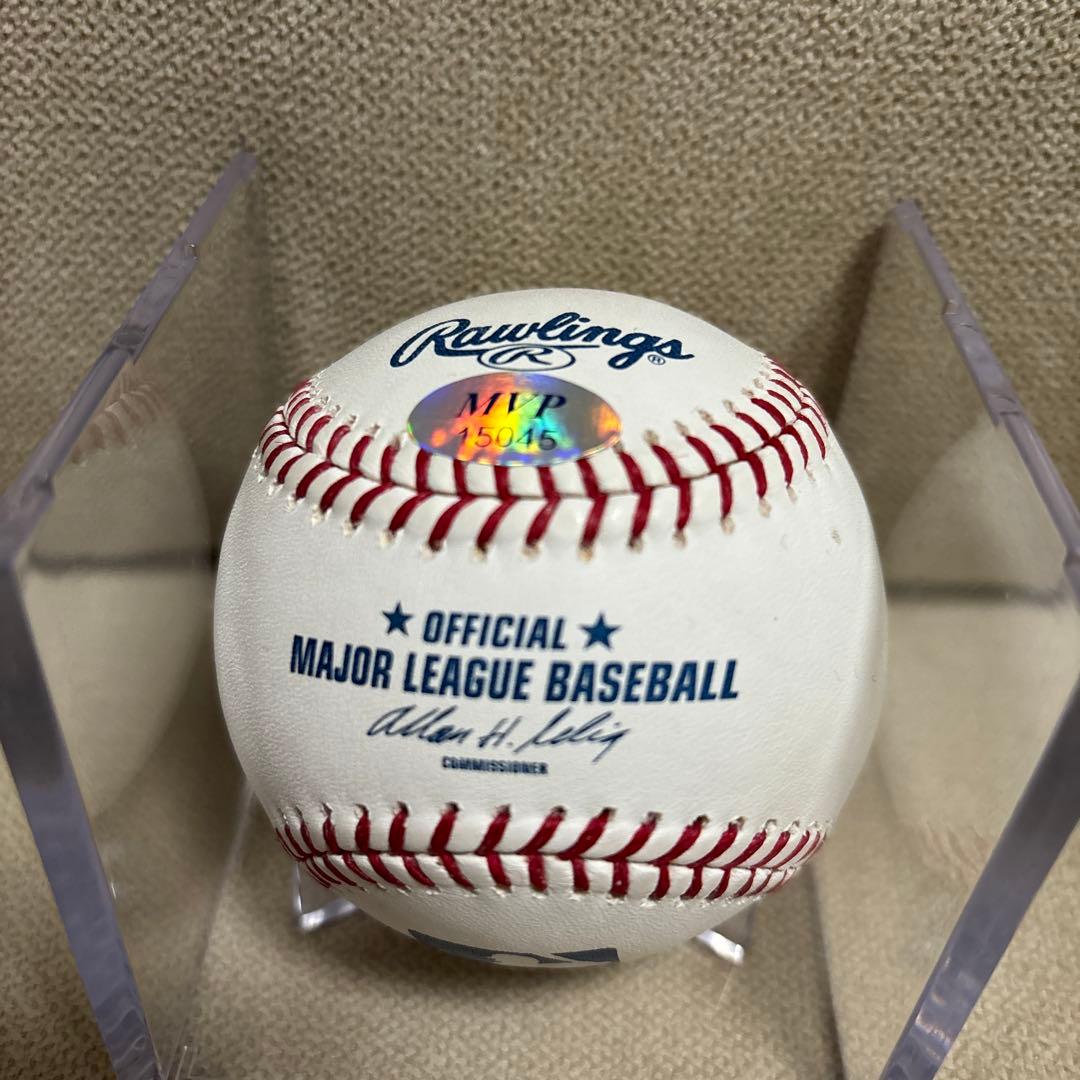 Rawlings®
R
MVP
15045
★ OFFICIAL ★
MAJOR LEAGUE BASEBALL
Allan H. Selig
COMMISSIONER